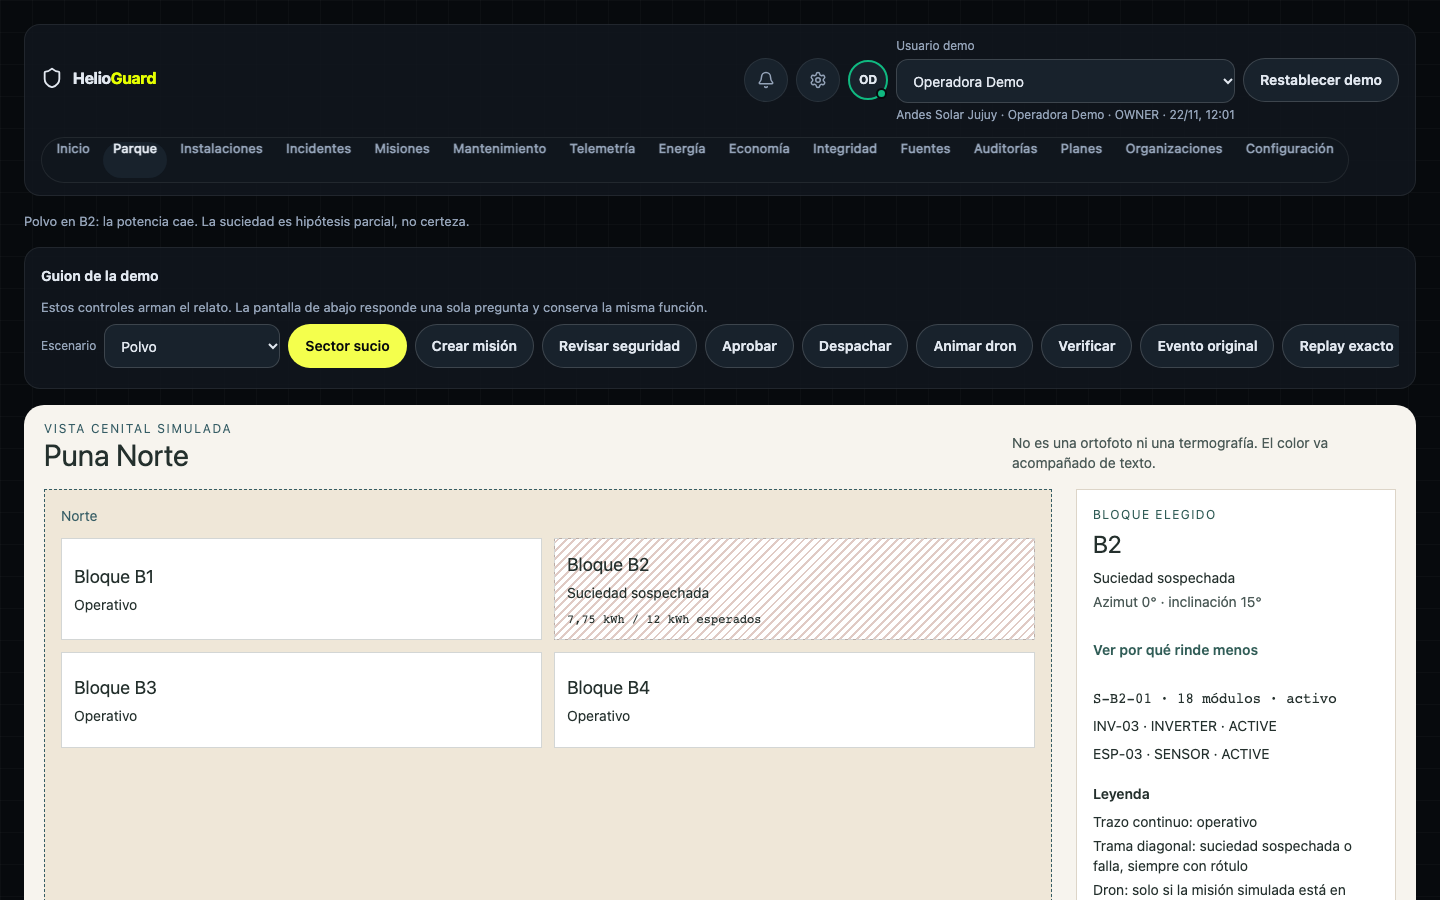 HelioGuard
OD
Usuario demo
Operadora Demo
Restablecer demo
Andes Solar Jujuy · Operadora Demo · OWNER · 22/11, 12:01
Inicio Parque Instalaciones Incidentes Misiones Mantenimiento Telemetría Energía Economía Integridad Fuentes Auditorías Planes Organizaciones Configuración
Polvo en B2: la potencia cae. La suciedad es hipótesis parcial, no certeza.
Guion de la demo
Estos controles arman el relato. La pantalla de abajo responde una sola pregunta y conserva la misma función.
Escenario Polvo Sector sucio Crear misión Revisar seguridad Aprobar Despachar Animar dron Verificar Evento original Replay exacto
VISTA CENITAL SIMULADA
Puna Norte
No es una ortofoto ni una termografía. El color va
acompañado de texto.
Norte
Bloque B1
Operativo
Bloque B2
Suciedad sospechada
7,75 kWh / 12 kWh esperados
Bloque B3
Operativo
Bloque B4
Operativo
BLOQUE ELEGIDO
B2
Suciedad sospechada
Azimut 0° · inclinación 15°
Ver por qué rinde menos
S-B2-01 · 18 módulos · activo
INV-03 · INVERTER · ACTIVE
ESP-03 · SENSOR · ACTIVE
Leyenda
Trazo continuo: operativo
Trama diagonal: suciedad sospechada o
falla, siempre con rótulo
Dron: solo si la misión simulada está en